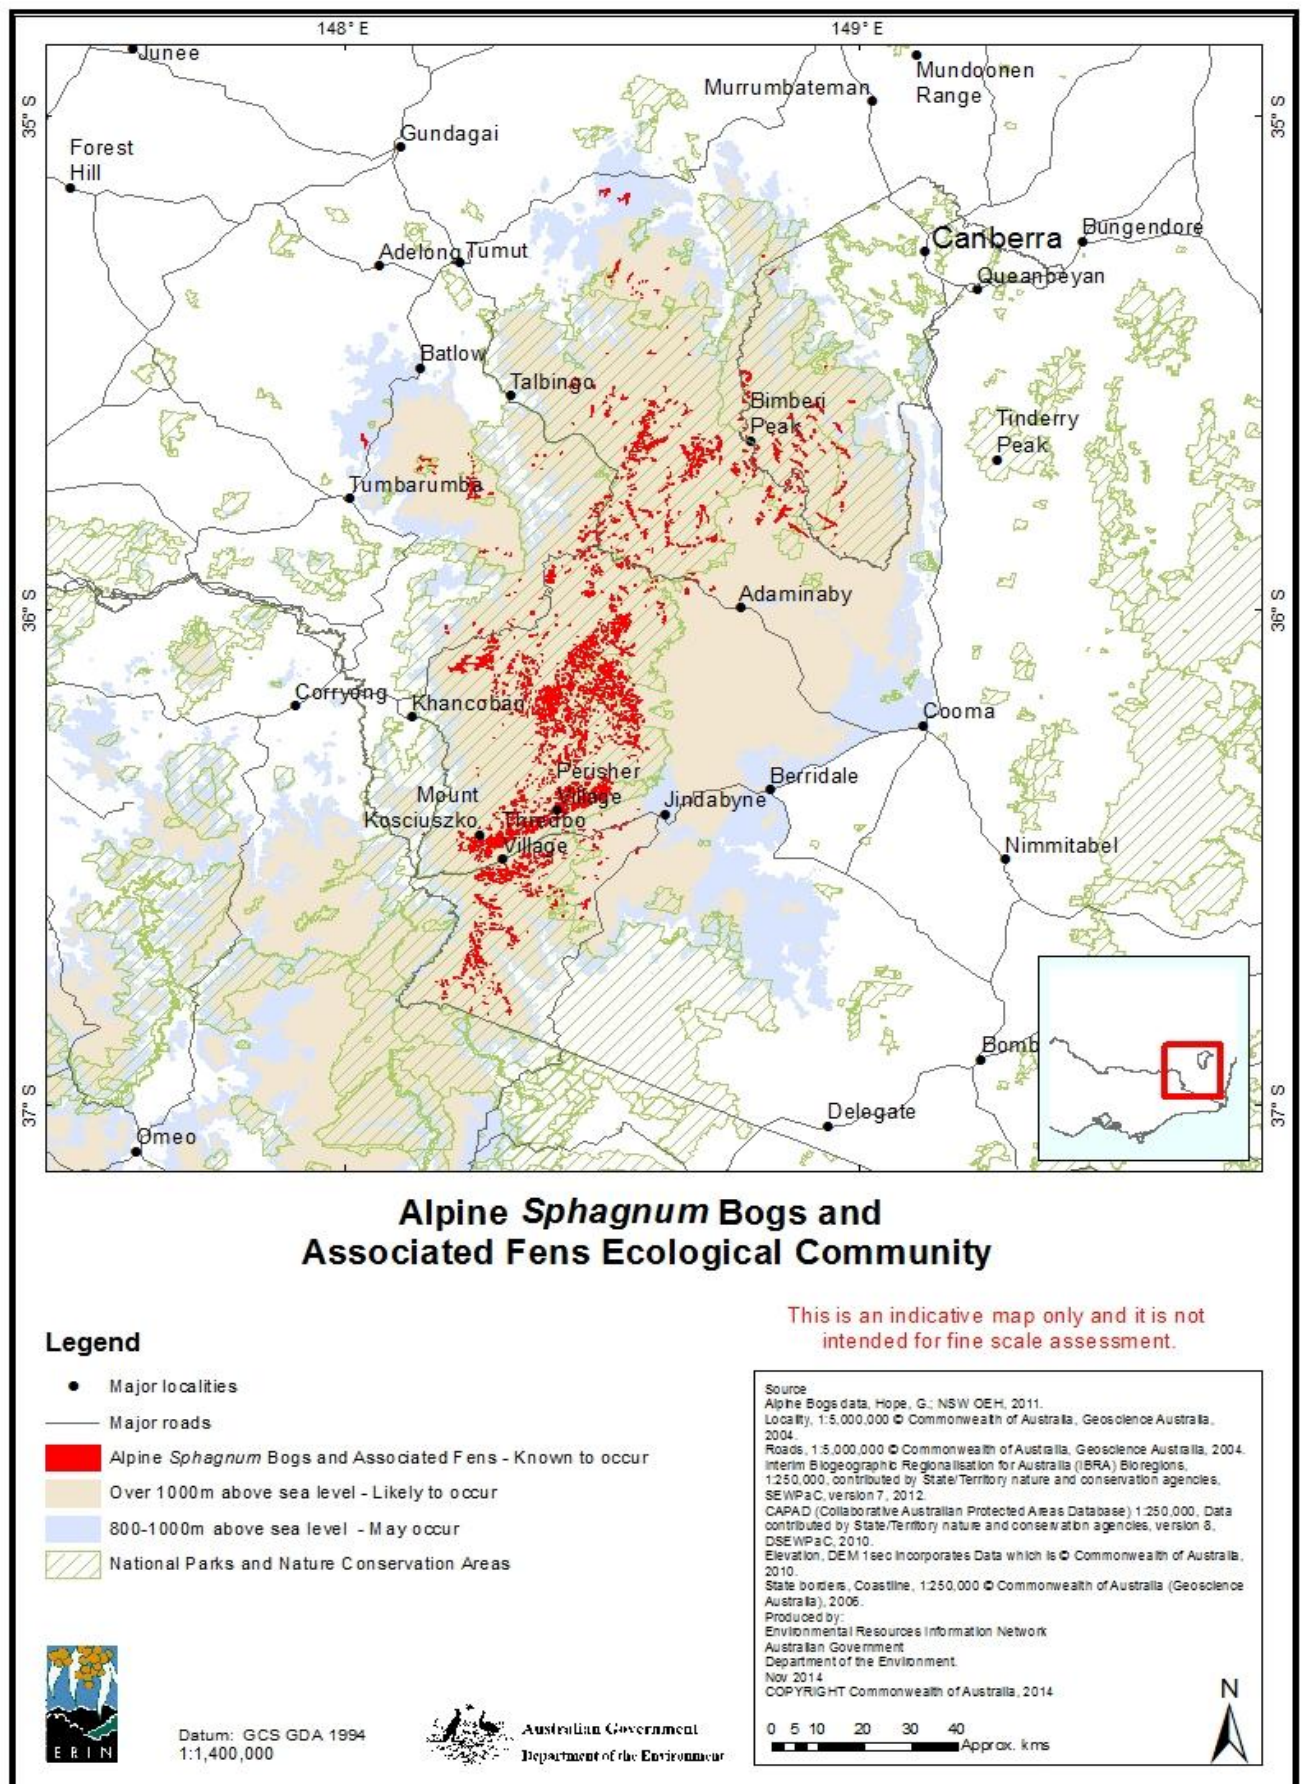 148° E
149° E
Junee
Mundoonen
Range
Murrumbateman
35° S
35° S
Gundagai
Forest
Hill
Bungendore
Canberra
Adelong
Tumut
Queanbeyan
Batlow
Talbingo
Bimberi
Peak
Tinderry
Peak
Tumbarumba
36° S
36° S
Adaminaby
Corryong
Khancoban
Cooma
Perisher
Village
Berridale
Mount
Kosciuszko
Jindabyne
Thredbo
Village
Nimmitabel
Bomb
37° S
37° S
Delegate
Omeo
Alpine Sphagnum Bogs and
Associated Fens Ecological Community
This is an indicative map only and it is not
intended for fine scale assessment.
Legend
Major localities
Major roads
Alpine Sphagnum Bogs and Associated Fens - Known to occur
Over 1000m above sea level - Likely to occur
800-1000m above sea level - May occur
National Parks and Nature Conservation Areas
Source
Alpine Bogs data, Hope, G.; NSW OEH, 2011.
Locality, 1:5,000,000 © Commonwealth of Australia, Geoscience Australia,
2004.
Roads, 1:5,000,000 © Commonwealth of Australia, Geoscience Australia, 2004.
Interim Biogeographic Regionalisation for Australia (IBRA) Bioregions,
1:250,000, contributed by State/Territory nature and conservation agencies,
SEWPaC, version 7, 2012.
CAPAD (Collaborative Australian Protected Areas Database) 1:250,000, Data
contributed by State/Territory nature and conservation agencies, version 8,
DSEWPaC, 2010.
Elevation, DEM 1sec incorporates Data which is © Commonwealth of Australia,
2010.
State borders, Coastline, 1:250,000 © Commonwealth of Australia (Geoscience
Australia), 2006.
Produced by:
Environmental Resources Information Network
Australian Government
Department of the Environment.
Nov 2014
COPYRIGHT Commonwealth of Australia, 2014
N
0 5 10 20 30 40
Approx. kms
ERIN
Datum: GCS GDA 1994
1:1,400,000
Australian Government
Department of the Environment